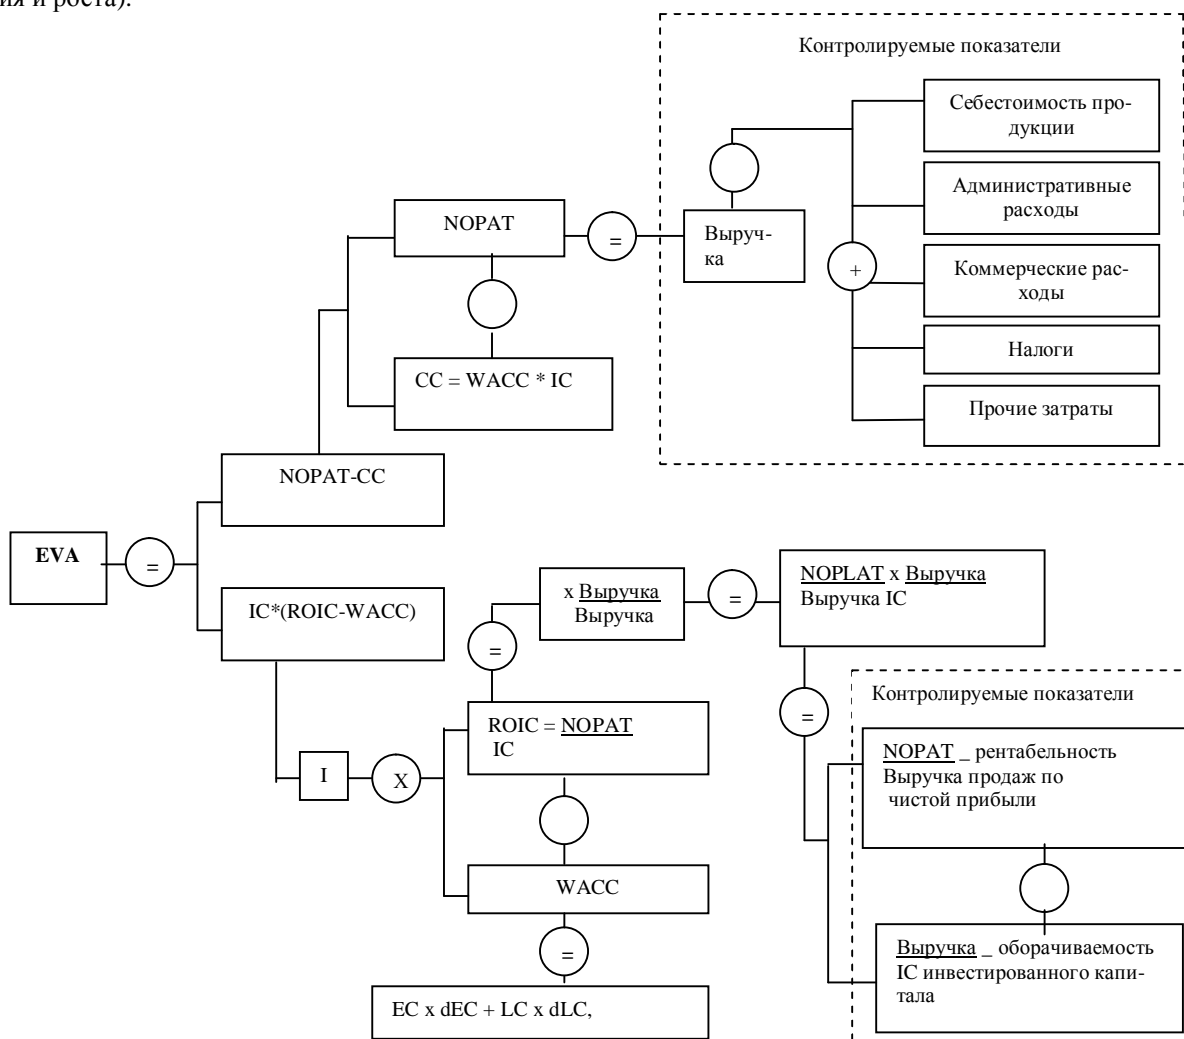 ия и роста).
Контролируемые показатели
Себестоимость про-
дукции
Административные
расходы
NOPAT
=
Выруч-
ка
+
Коммерческие рас-
ходы
Налоги
CC = WACC * IC
Прочие затраты
NOPAT-CC
EVA
=
IC*(ROIC-WACC)
x Выручка
Выручка
=
NOPLAT x Выручка
Выручка IC
=
=
Контролируемые показатели
ROIC = NOPAT
IC
I
X
NOPAT _ рентабельность
Выручка продаж по
чистой прибыли
WACC
=
Выручка _ оборачиваемость
IC инвестированного капи-
тала
EC x dEC + LC x dLC,